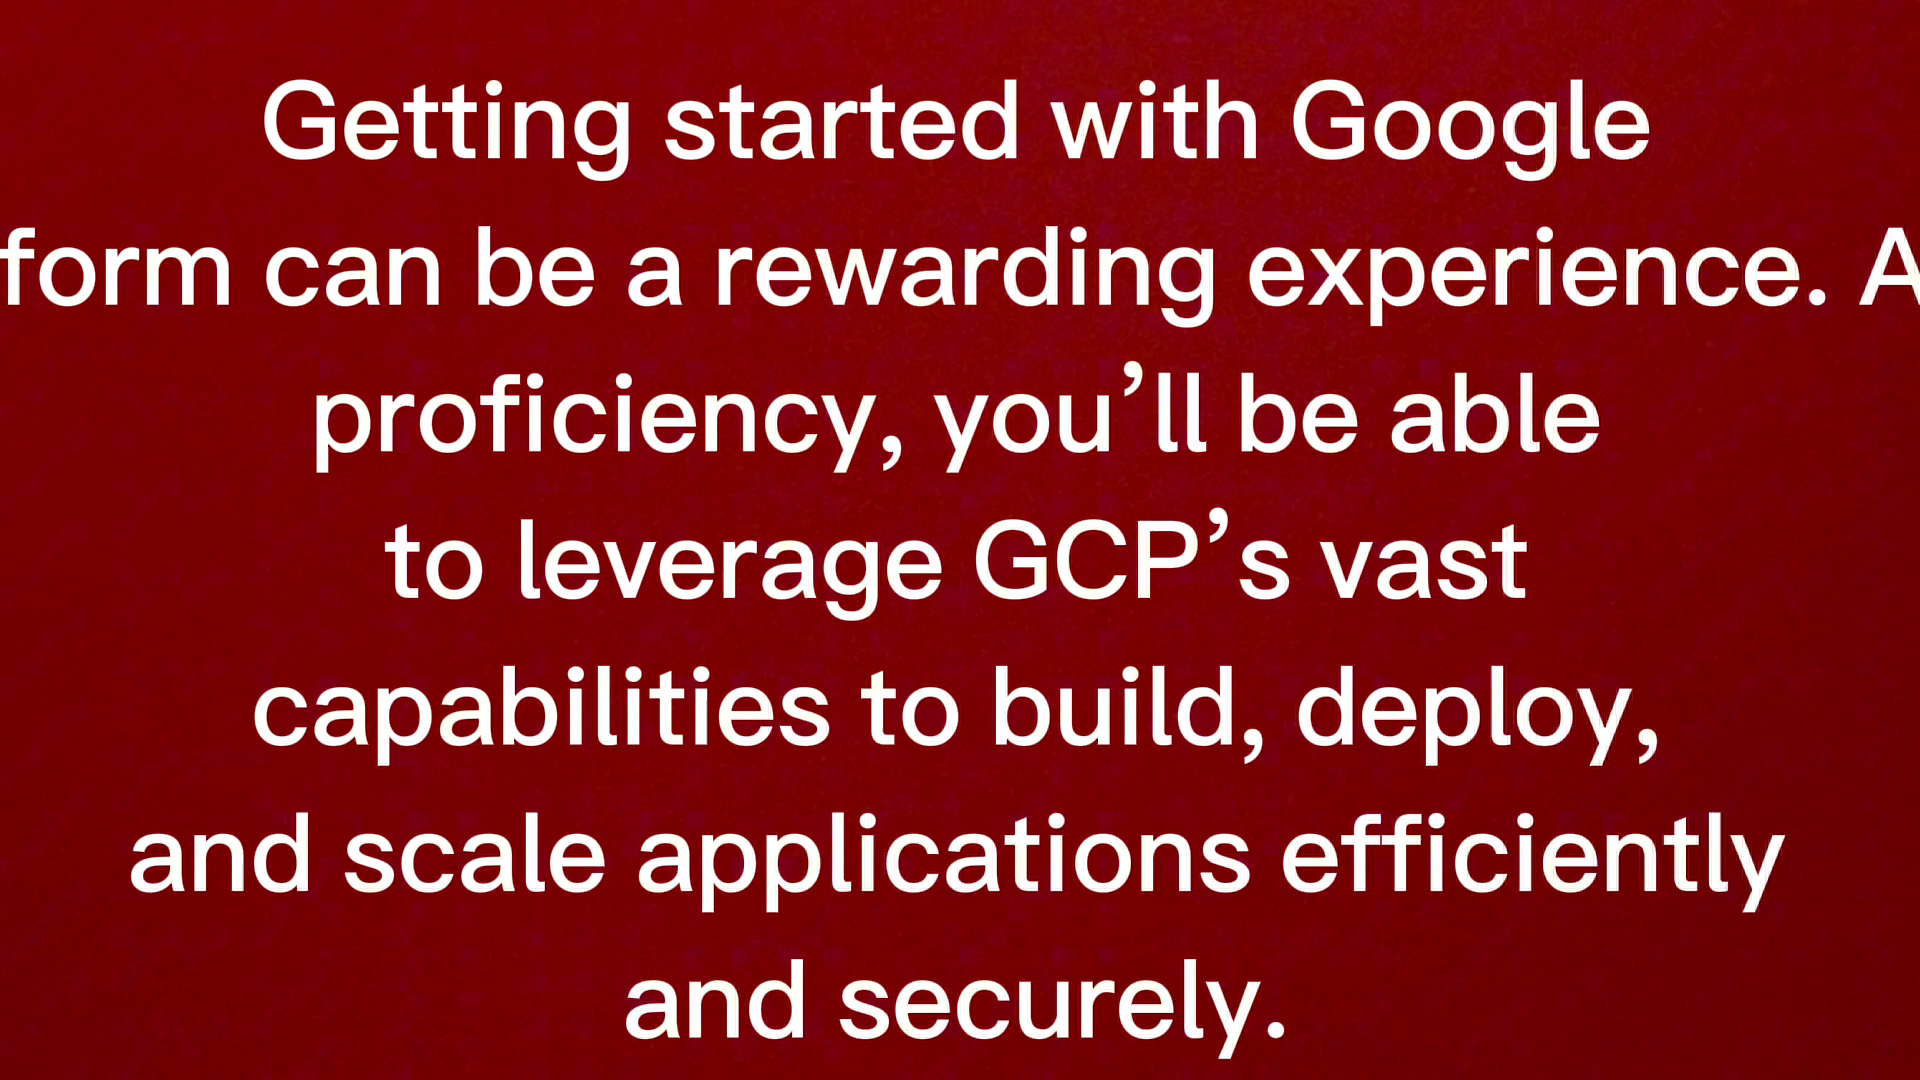 Getting started with Google
form can be a rewarding experience. A
proficiency, you’ll be able
to leverage GCP’s vast
capabilities to build, deploy,
and scale applications efficiently
and securely.